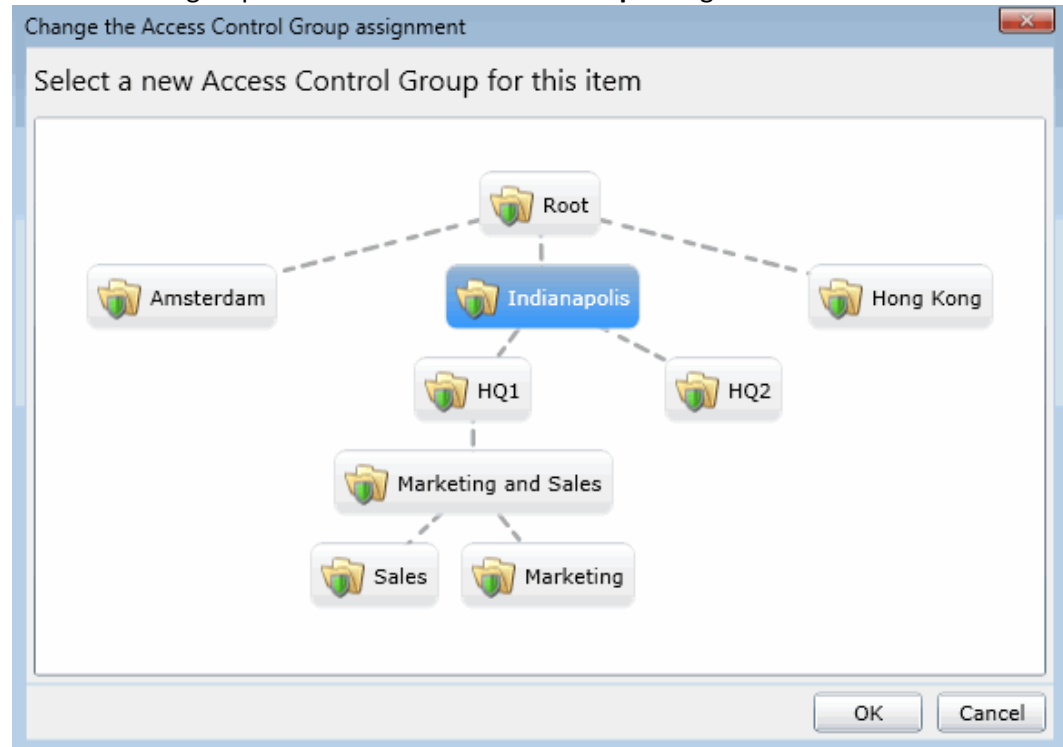 Change the Access Control Group assignment
Select a new Access Control Group for this item
Root
Amsterdam
Indianapolis
Hong Kong
HQ1
HQ2
Marketing and Sales
Sales
Marketing
OK
Cancel